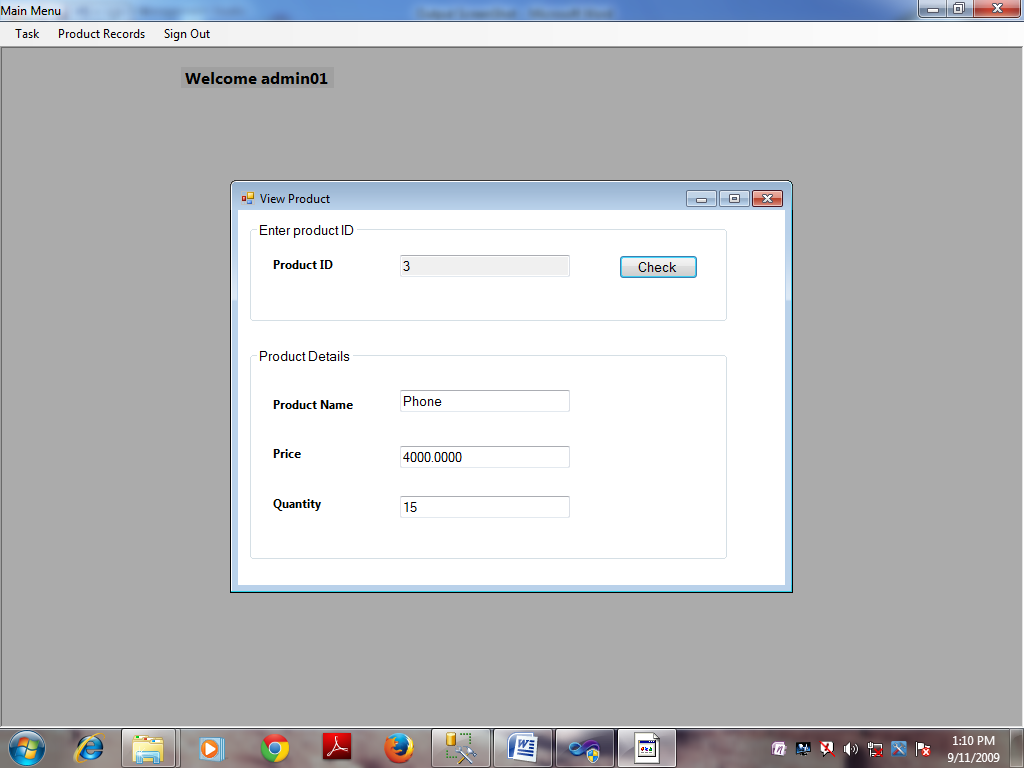 Main Menu
Task Product Records Sign Out
Welcome admin01
View Product
Enter product ID
Product ID 3 Check
Product Details
Product Name Phone
Price 4000.0000
Quantity 15
1:10 PM
9/11/2009